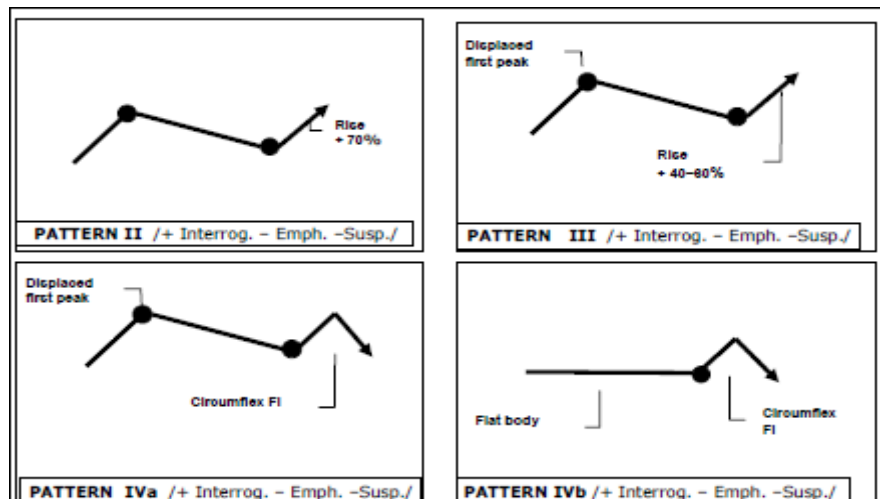 Rise
+ 70%
PATTERN II /+ Interrog. – Emph. –Susp./
Displaced
first peak
Rise
+ 40–60%
PATTERN III /+ Interrog. – Emph. –Susp./
Displaced
first peak
Circumflex FI
PATTERN IVa /+ Interrog. – Emph. –Susp./
Flat body
Circumflex
FI
PATTERN IVb /+ Interrog. – Emph. –Susp./